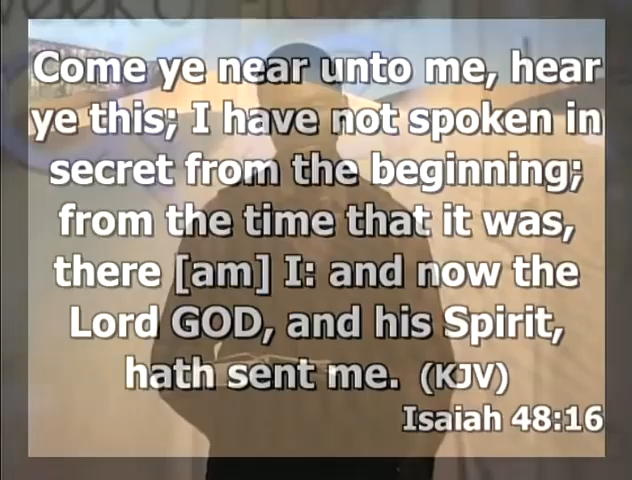 week of
Come ye near unto me, hear
ye this; I have not spoken in
secret from the beginning;
from the time that it was,
there [am] I: and now the
Lord GOD, and his Spirit,
hath sent me. (KJV)
Isaiah 48:16